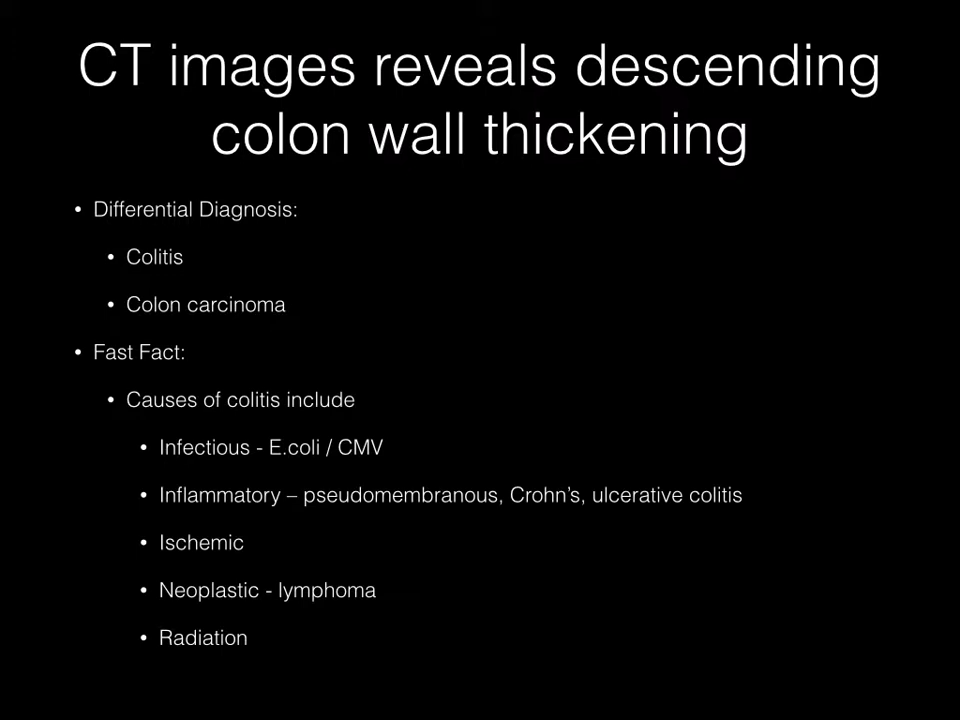 CT images reveals descending
colon wall thickening
• Differential Diagnosis:
• Colitis
• Colon carcinoma
• Fast Fact:
• Causes of colitis include
• Infectious - E.coli / CMV
• Inflammatory – pseudomembranous, Crohn’s, ulcerative colitis
• Ischemic
• Neoplastic - lymphoma
• Radiation